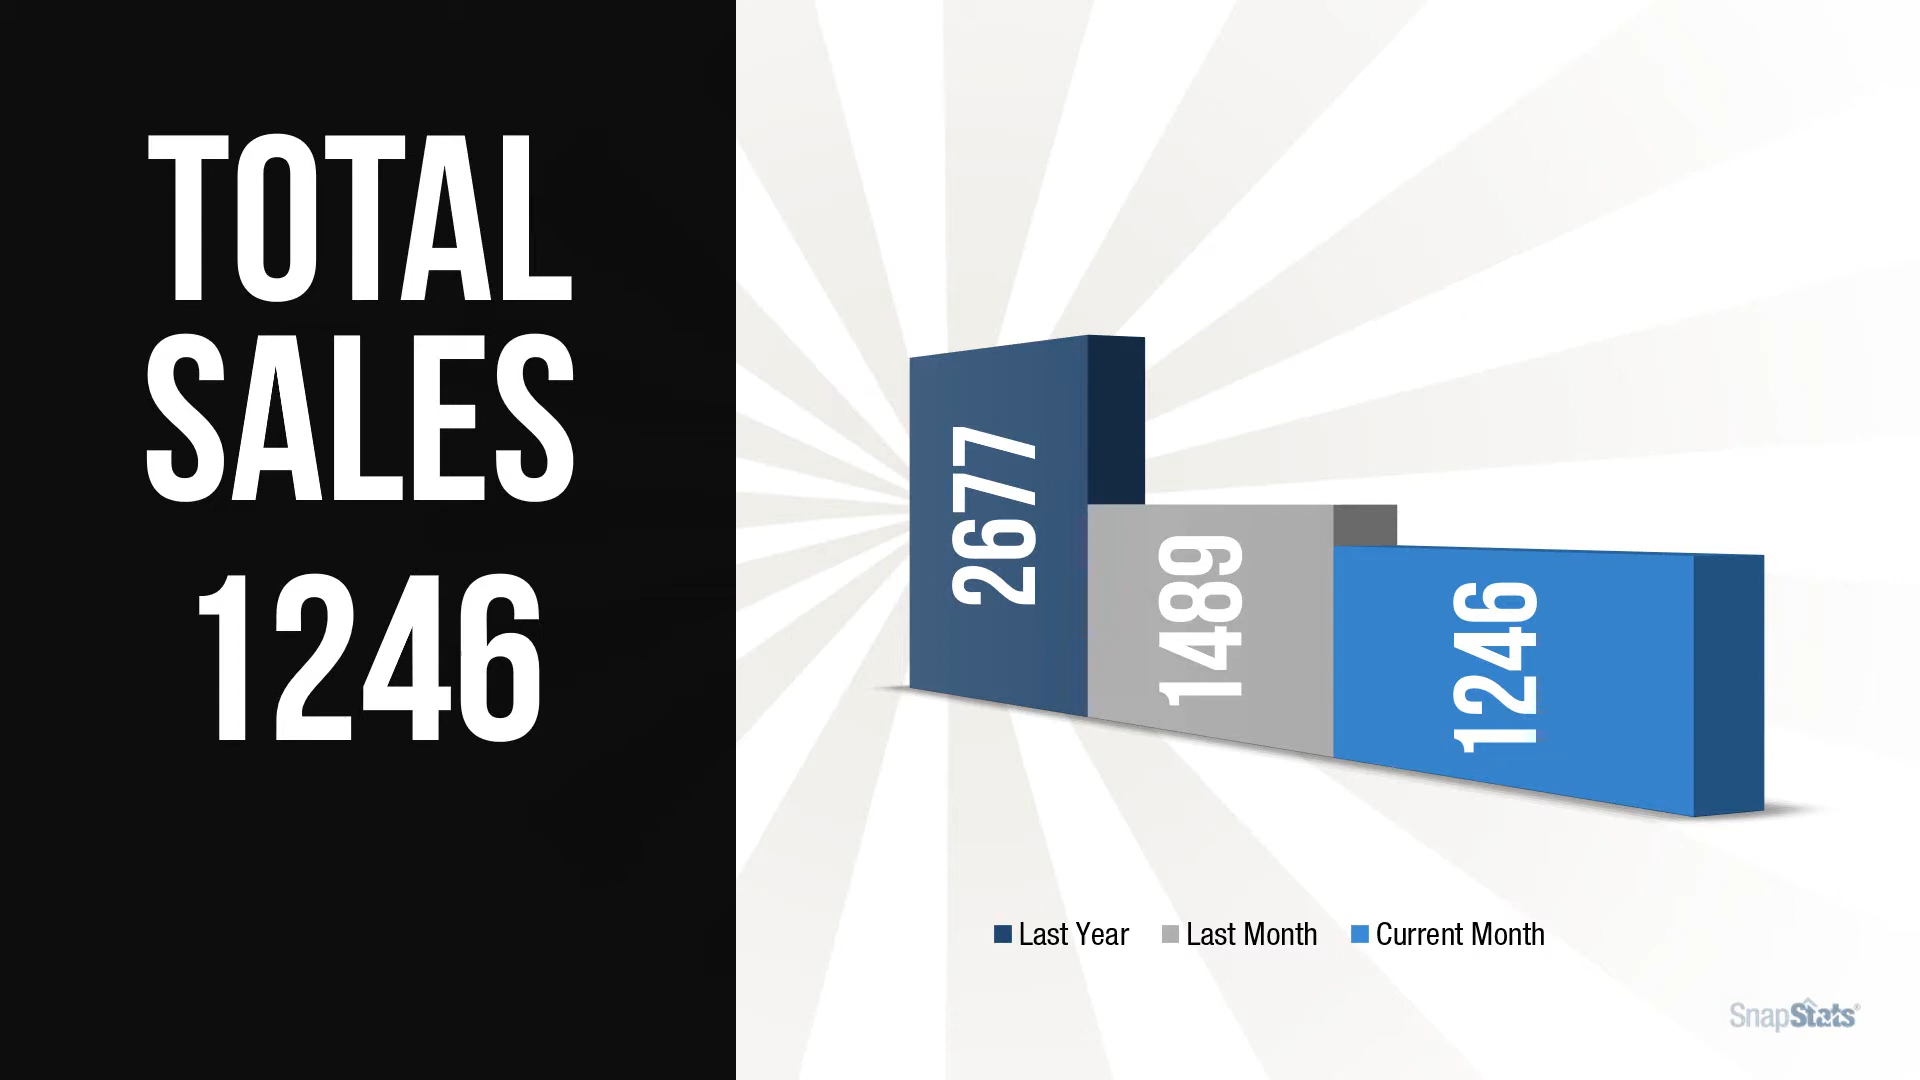 TOTAL
SALES
1246
2677
1489
1246
Last Year
Last Month
Current Month
SnapStats®